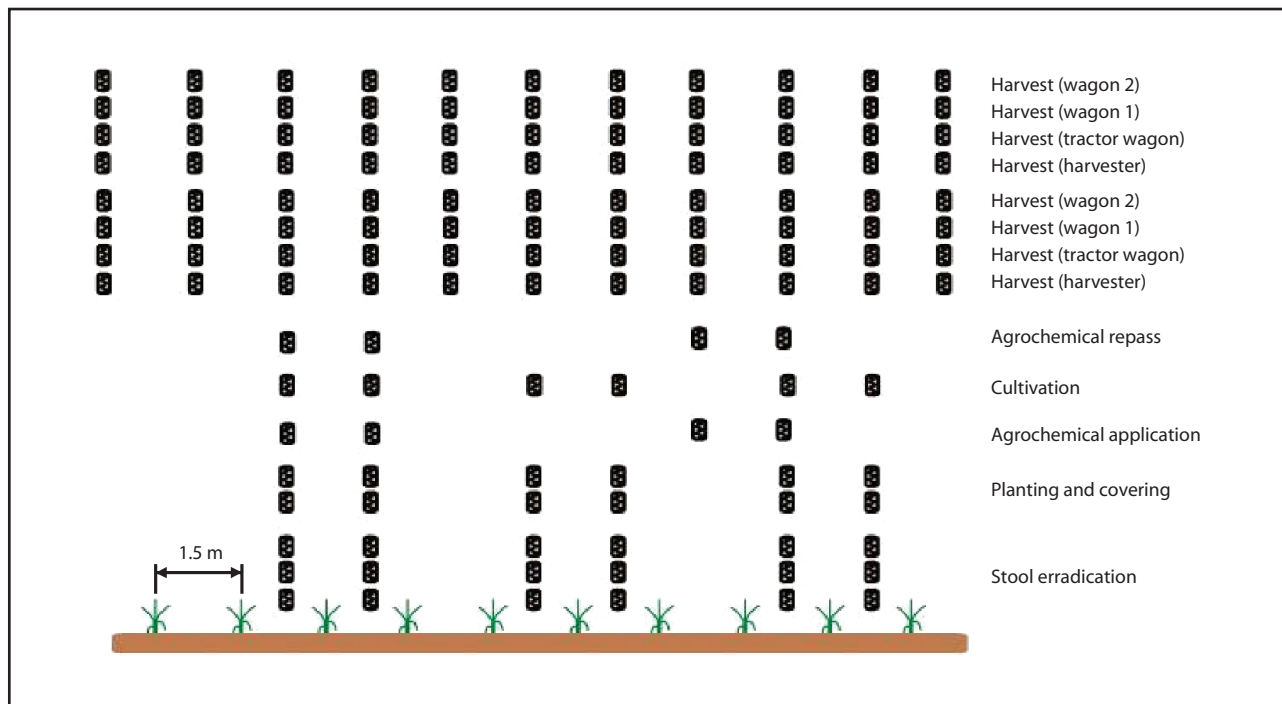 Harvest (wagon 2)
Harvest (wagon 1)
Harvest (tractor wagon)
Harvest (harvester)
Harvest (wagon 2)
Harvest (wagon 1)
Harvest (tractor wagon)
Harvest (harvester)
Agrochemical repass
Cultivation
Agrochemical application
Planting and covering
1.5 m
Stool erradication